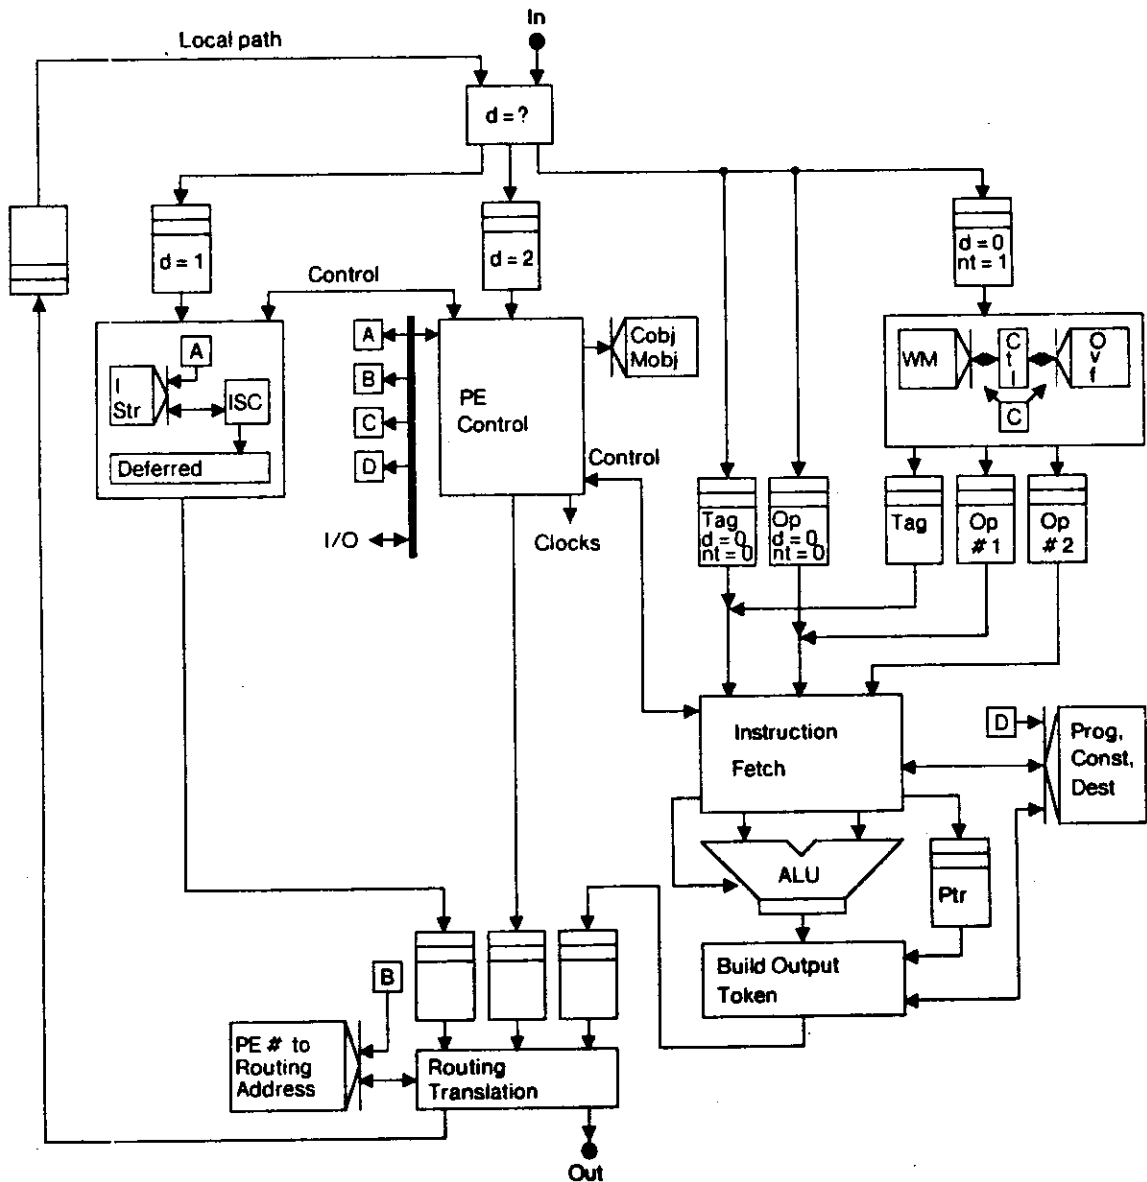 In
Local path
d = ?
d = 1
d = 2
d = 0
nt = 1
Control
A
I
Str
ISC
Deferred
A
B
C
D
I/O
PE
Control
Cobj
Mobj
Clocks
Control
WM
C
t
l
O
v
f
C
Tag
d = 0
nt = 0
Op
d = 0
nt = 0
Tag
Op
# 1
Op
# 2
Instruction
Fetch
D
Prog,
Const,
Dest
ALU
Ptr
Build Output
Token
B
PE # to
Routing
Address
Routing
Translation
Out